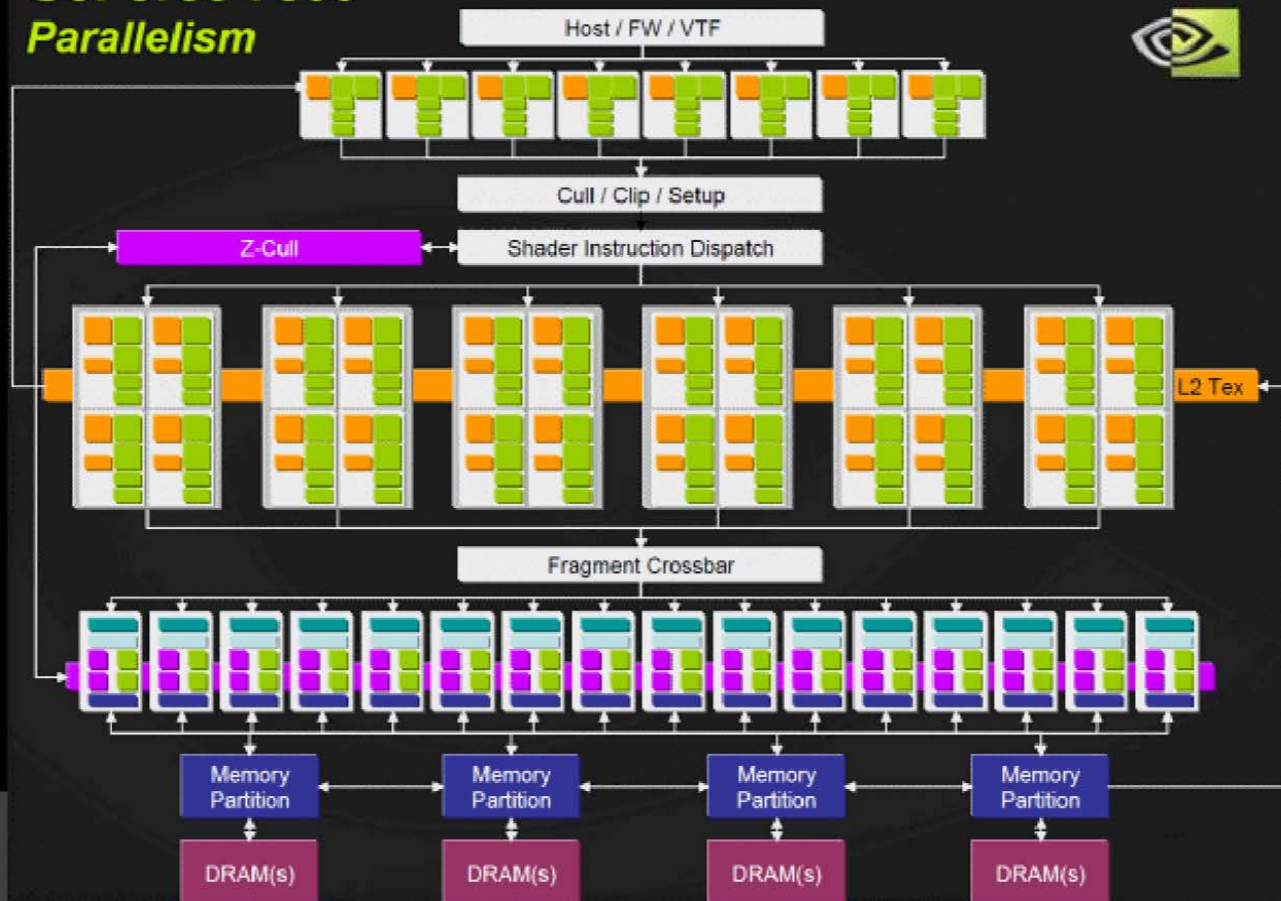 Parallelism
Host / FW / VTF
Cull / Clip / Setup
Z-Cull
Shader Instruction Dispatch
L2 Tex
Fragment Crossbar
Memory
Partition
Memory
Partition
Memory
Partition
Memory
Partition
DRAM(s)
DRAM(s)
DRAM(s)
DRAM(s)